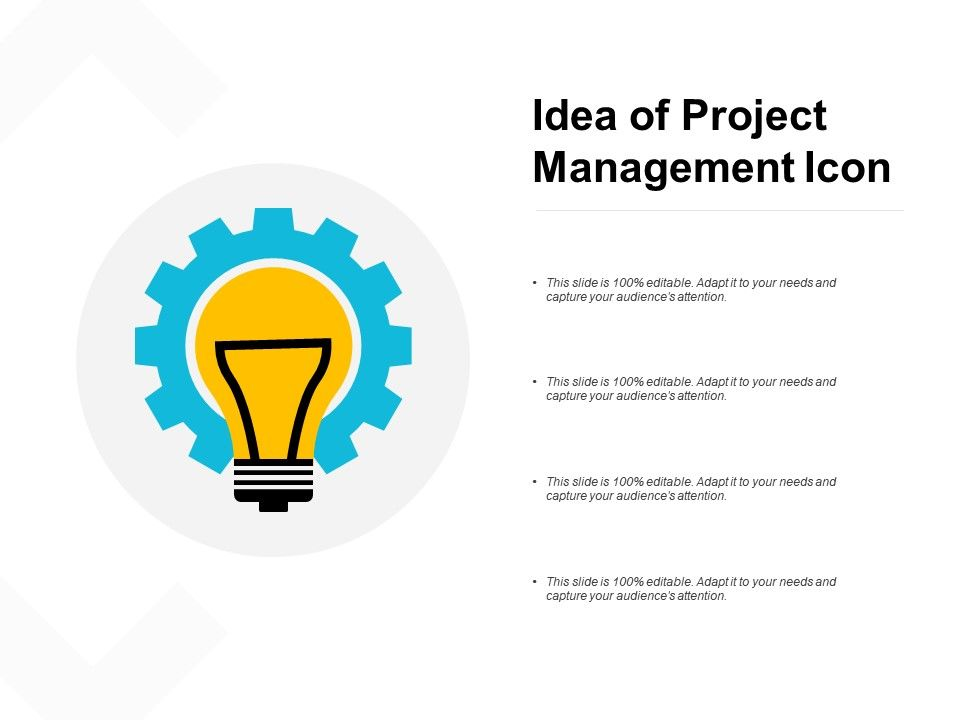 Idea of Project
Management Icon
• This slide is 100% editable. Adapt it to your needs and
capture your audience's attention.
• This slide is 100% editable. Adapt it to your needs and
capture your audience's attention.
• This slide is 100% editable. Adapt it to your needs and
capture your audience's attention.
• This slide is 100% editable. Adapt it to your needs and
capture your audience's attention.